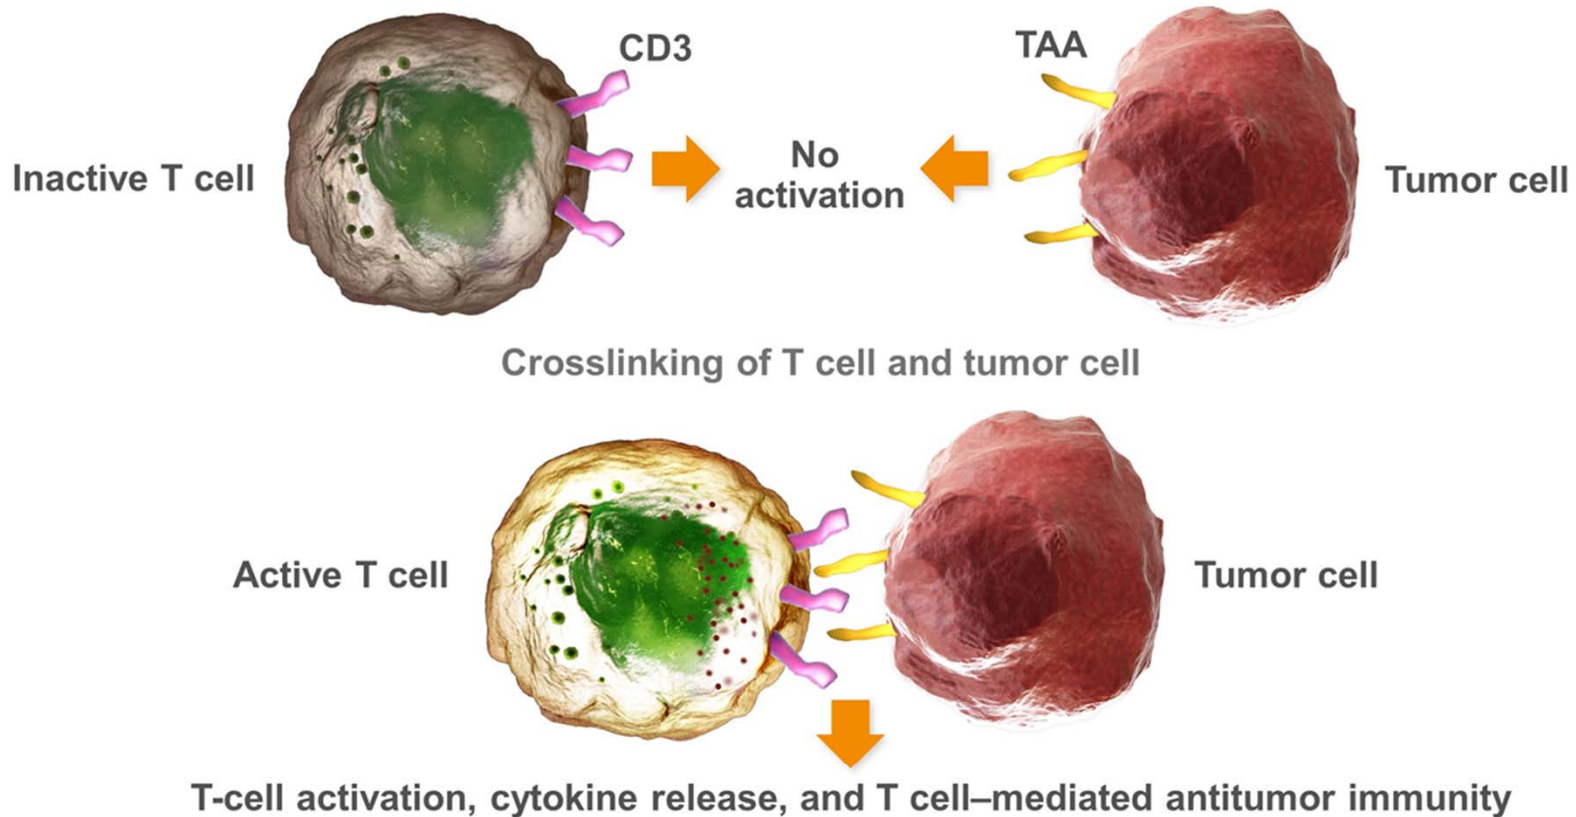 CD3
TAA
Inactive T cell
No
activation
Tumor cell
Crosslinking of T cell and tumor cell
Active T cell
Tumor cell
T-cell activation, cytokine release, and T cell–mediated antitumor immunity